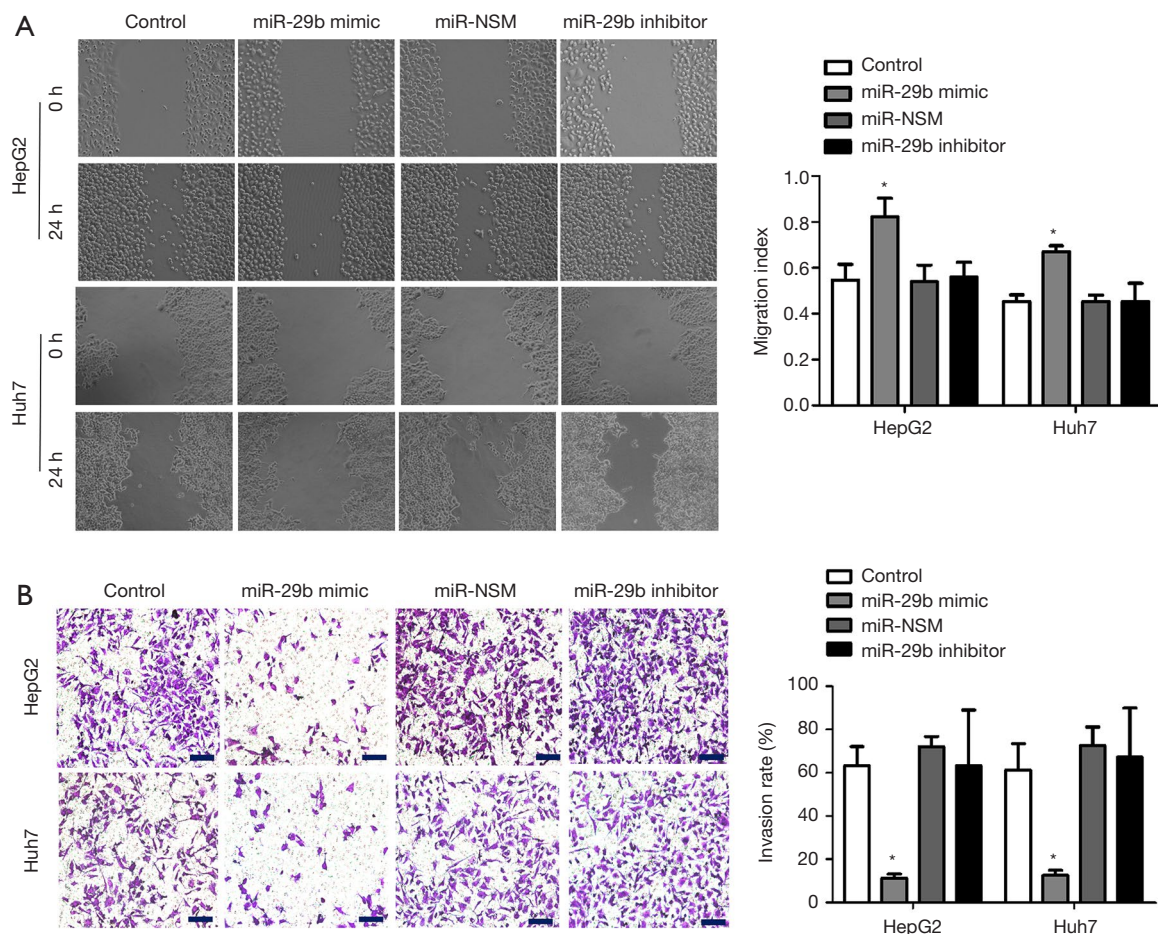 A
Control
miR-29b mimic
miR-NSM
miR-29b inhibitor
HepG2
0 h
24 h
Huh7
0 h
24 h
Control
miR-29b mimic
miR-NSM
miR-29b inhibitor
Migration index
1.0
0.8
0.6
0.4
0.2
0.0
*
*
HepG2
Huh7
B
Control
miR-29b mimic
miR-NSM
miR-29b inhibitor
HepG2
Huh7
Control
miR-29b mimic
miR-NSM
miR-29b inhibitor
Invasion rate (%)
100
80
60
40
20
0
*
*
HepG2
Huh7